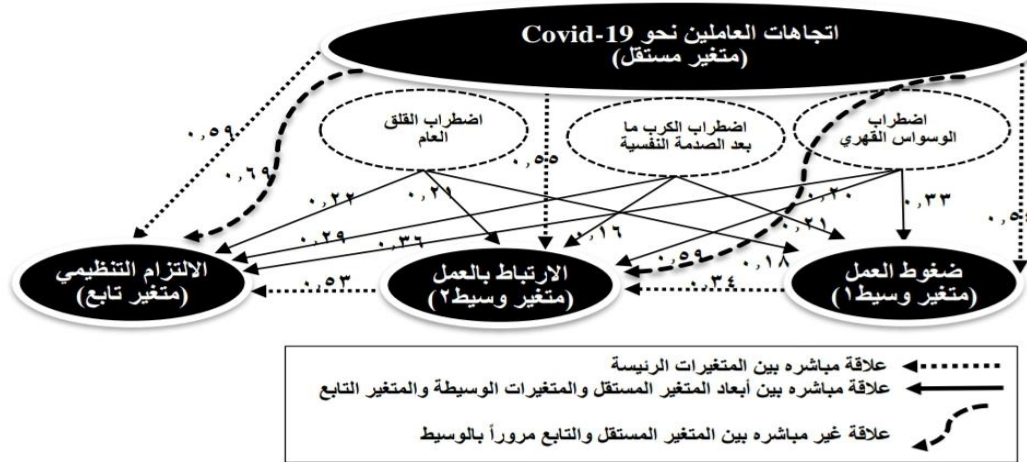 اتجاهات العاملين نحو Covid-19
(متغير مستقل)
اضطراب
الوسواس القهري
اضطراب الكرب ما
بعد الصدمة النفسية
اضطراب القلق
العام
٠,٥٩
٠,٦٩
٠,٥٥
٠,٢٢
٠,٢١
٠,٢٩
٠,٣٦
٠,١٦
٠,٢٠
٠,٢١
٠,٣٣
٠,٥٩
٠,١٨
ضغوط العمل
(متغير وسيط١)
٠,٣٤
الارتباط بالعمل
(متغير وسيط٢)
٠,٥٣
الالتزام التنظيمي
(متغير تابع)
علاقة مباشره بين المتغيرات الرئيسة
علاقة مباشره بين أبعاد المتغير المستقل والمتغيرات الوسيطة والمتغير التابع
علاقة غير مباشره بين المتغير المستقل والتابع مروراً بالوسيط